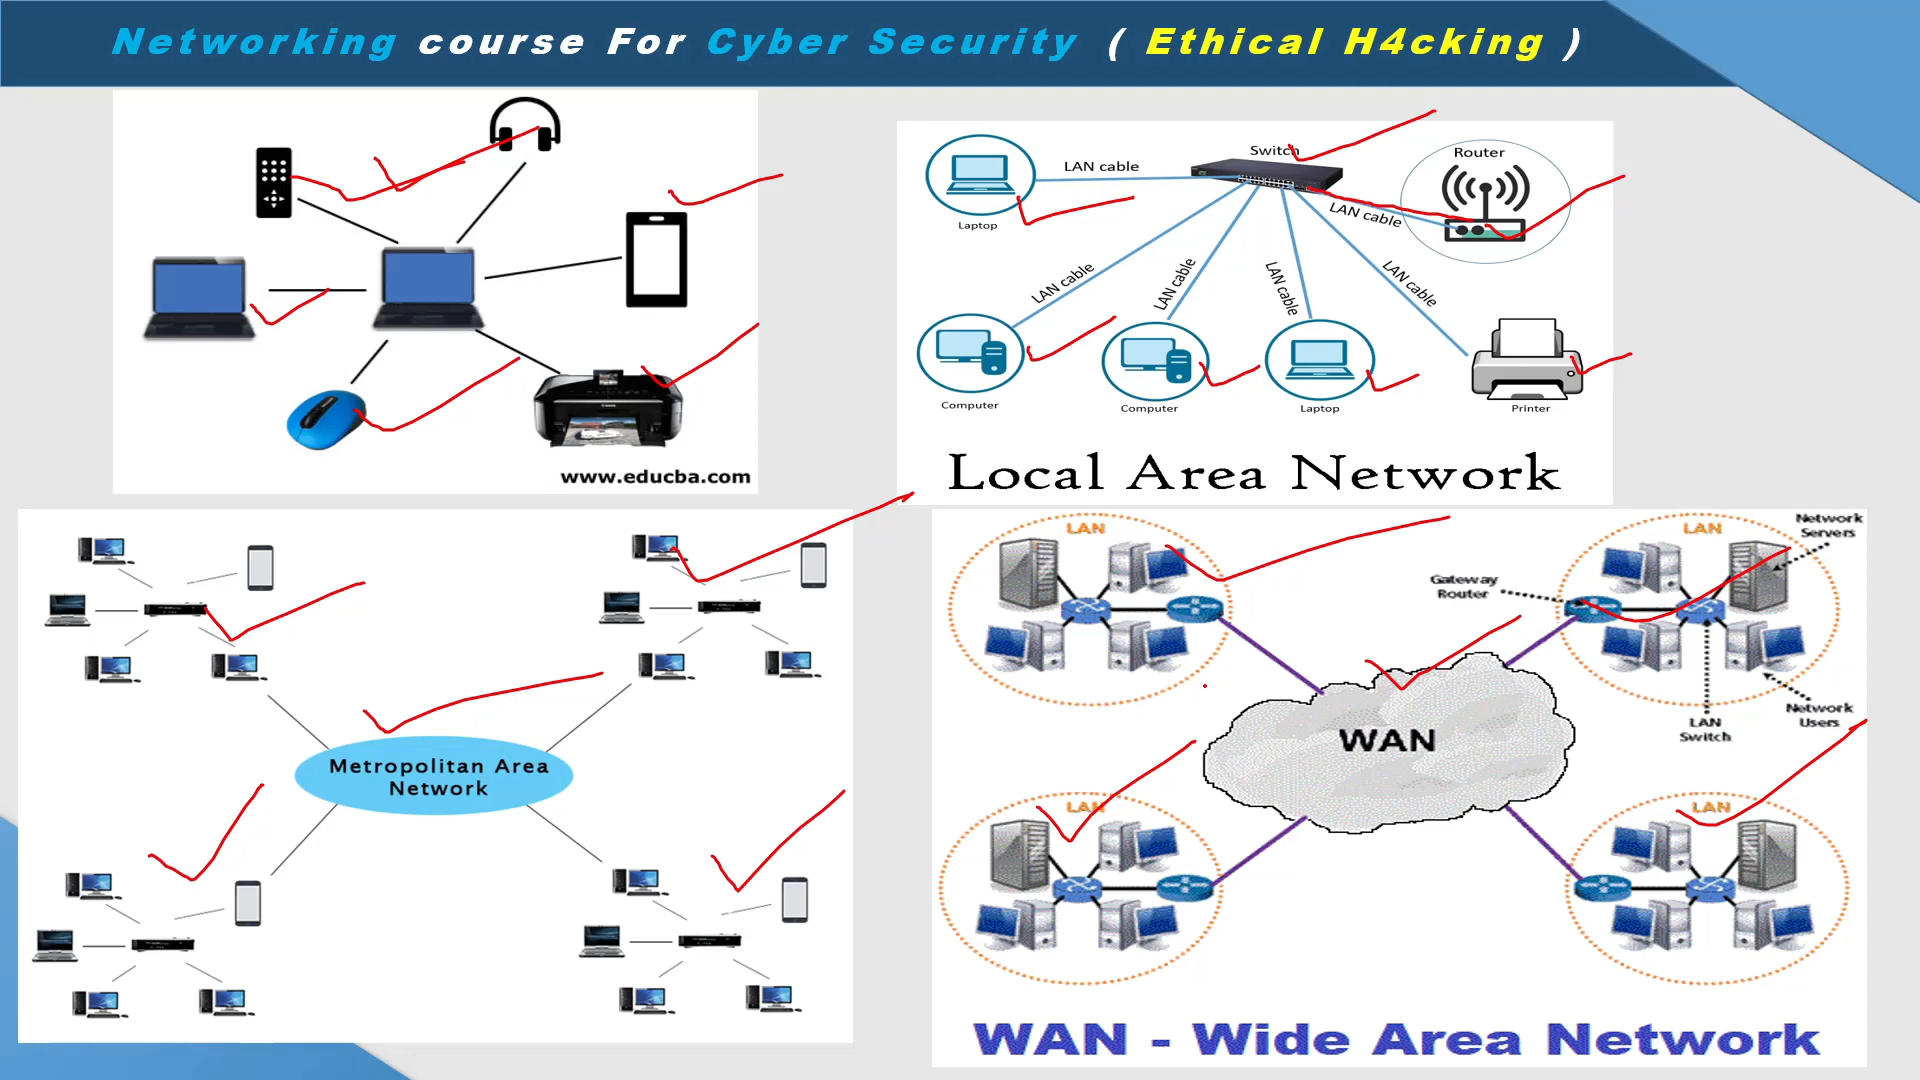 Networking course For Cyber Security ( Ethical H4cking )
www.educba.com
Switch
Router
LAN cable
LAN cable
Laptop
LAN cable
LAN cable
LAN cable
LAN cable
Computer
Computer
Laptop
Printer
Local Area Network
Metropolitan Area
Network
LAN
LAN
Network
Servers
Gateway
Router
WAN
LAN
Switch
Network
Users
LAN
LAN
WAN - Wide Area Network